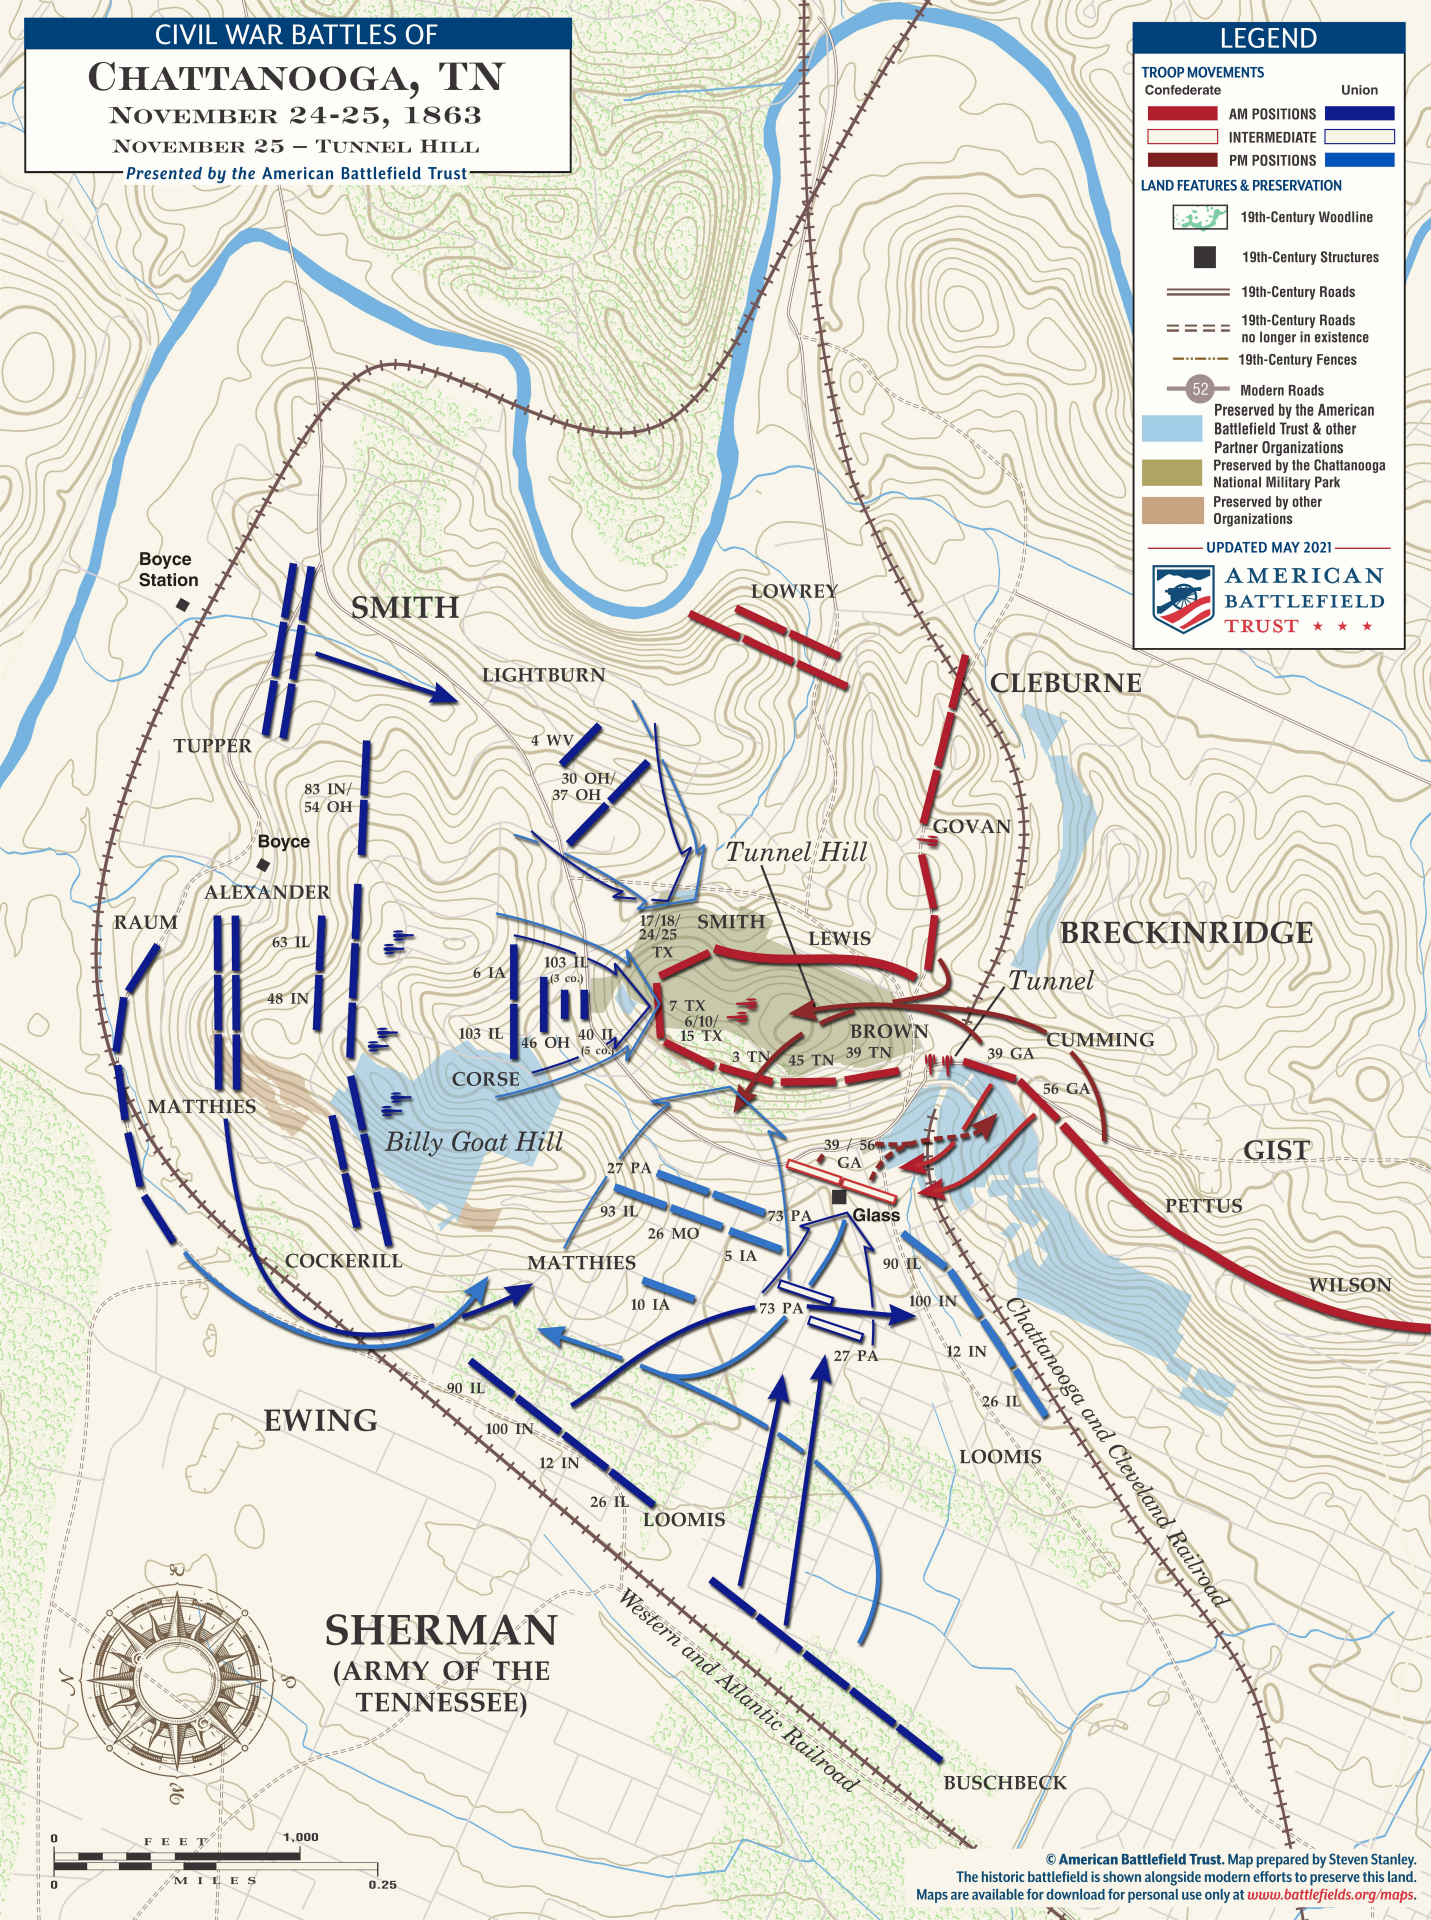 CIVIL WAR BATTLES OF
CHATTANOOGA, TN
NOVEMBER 24-25, 1863
NOVEMBER 25 – TUNNEL HILL
Presented by the American Battlefield Trust
LEGEND
TROOP MOVEMENTS
Confederate
Union
AM POSITIONS
INTERMEDIATE
PM POSITIONS
LAND FEATURES & PRESERVATION
19th-Century Woodline
19th-Century Structures
19th-Century Roads
19th-Century Roads
no longer in existence
19th-Century Fences
52
Modern Roads
Preserved by the American
Battlefield Trust & other
Partner Organizations
Preserved by the Chattanooga
National Military Park
Preserved by other
Organizations
UPDATED MAY 2021
AMERICAN
BATTLEFIELD
TRUST
Boyce
Station
SMITH
LOWREY
LIGHTBURN
CLEBURNE
TUPPER
4 WV
30 OH/
37 OH
83 IN/
54 OH
GOVAN
Boyce
Tunnel Hill
ALEXANDER
RAUM
17/18/
24/25
TX
SMITH
LEWIS
BRECKINRIDGE
63 IL
6 IA
103 IL
(3 co.)
Tunnel
48 IN
7 TX
6/10/
15 TX
103 IL
46 OH
40 IL
(5 co.)
BROWN
CUMMING
3 TN
45 TN
39 TN
39 GA
CORSE
56 GA
MATTHIES
Billy Goat Hill
39 / 56
GA
GIST
27 PA
93 IL
73 PA
Glass
PETTUS
26 MO
5 IA
COCKERILL
MATTHIES
90 IL
WILSON
10 IA
73 PA
100 IN
27 PA
12 IN
Chattanooga and Cleveland Railroad
90 IL
26 IL
EWING
100 IN
12 IN
LOOMIS
26 IL
LOOMIS
SHERMAN
(ARMY OF THE
TENNESSEE)
Western and Atlantic Railroad
BUSCHBECK
N
E
S
W
0
FEET
1,000
0
MILES
0.25
© American Battlefield Trust. Map prepared by Steven Stanley.
The historic battlefield is shown alongside modern efforts to preserve this land.
Maps are available for download for personal use only at www.battlefields.org/maps.